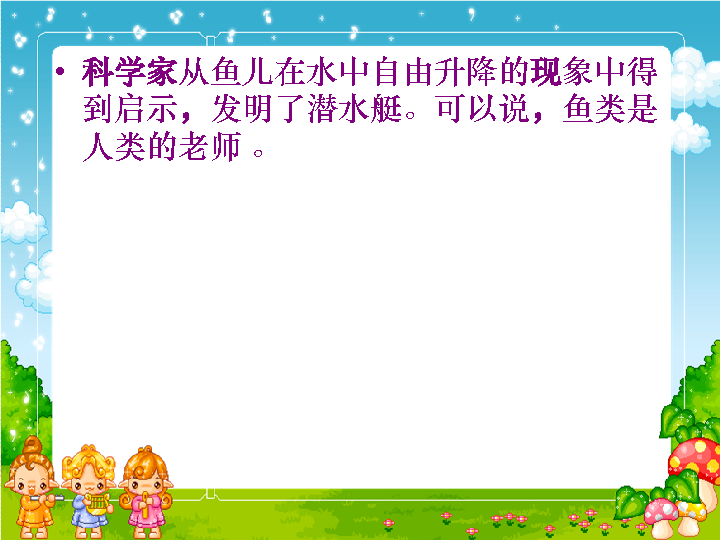 • 科学家从鱼儿在水中自由升降的现象中得
到启示，发明了潜水艇。可以说，鱼类是
人类的老师 。